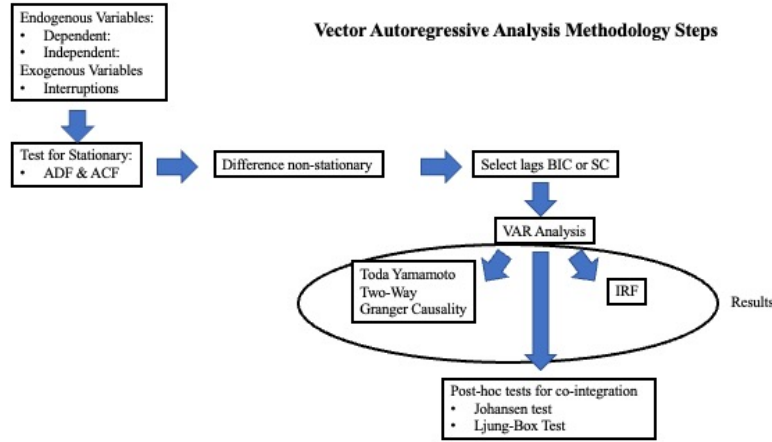 Vector Autoregressive Analysis Methodology Steps
Endogenous Variables:
• Dependent:
• Independent:
Exogenous Variables
• Interruptions
Test for Stationary:
• ADF & ACF
Difference non-stationary
Select lags BIC or SC
VAR Analysis
Toda Yamamoto
Two-Way
Granger Causality
IRF
Results
Post-hoc tests for co-integration
• Johansen test
• Ljung-Box Test